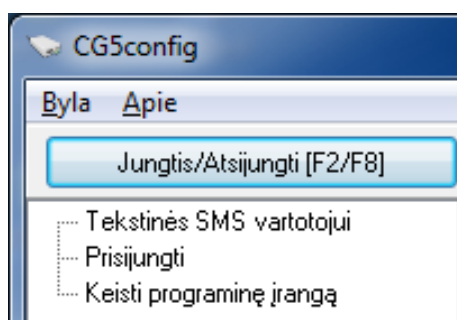 CG5config
Byla Apie
Jungtis/Atsijungti [F2/F8]
Tekstinės SMS vartotojui
Prisijungti
Keisti programinę įrangą